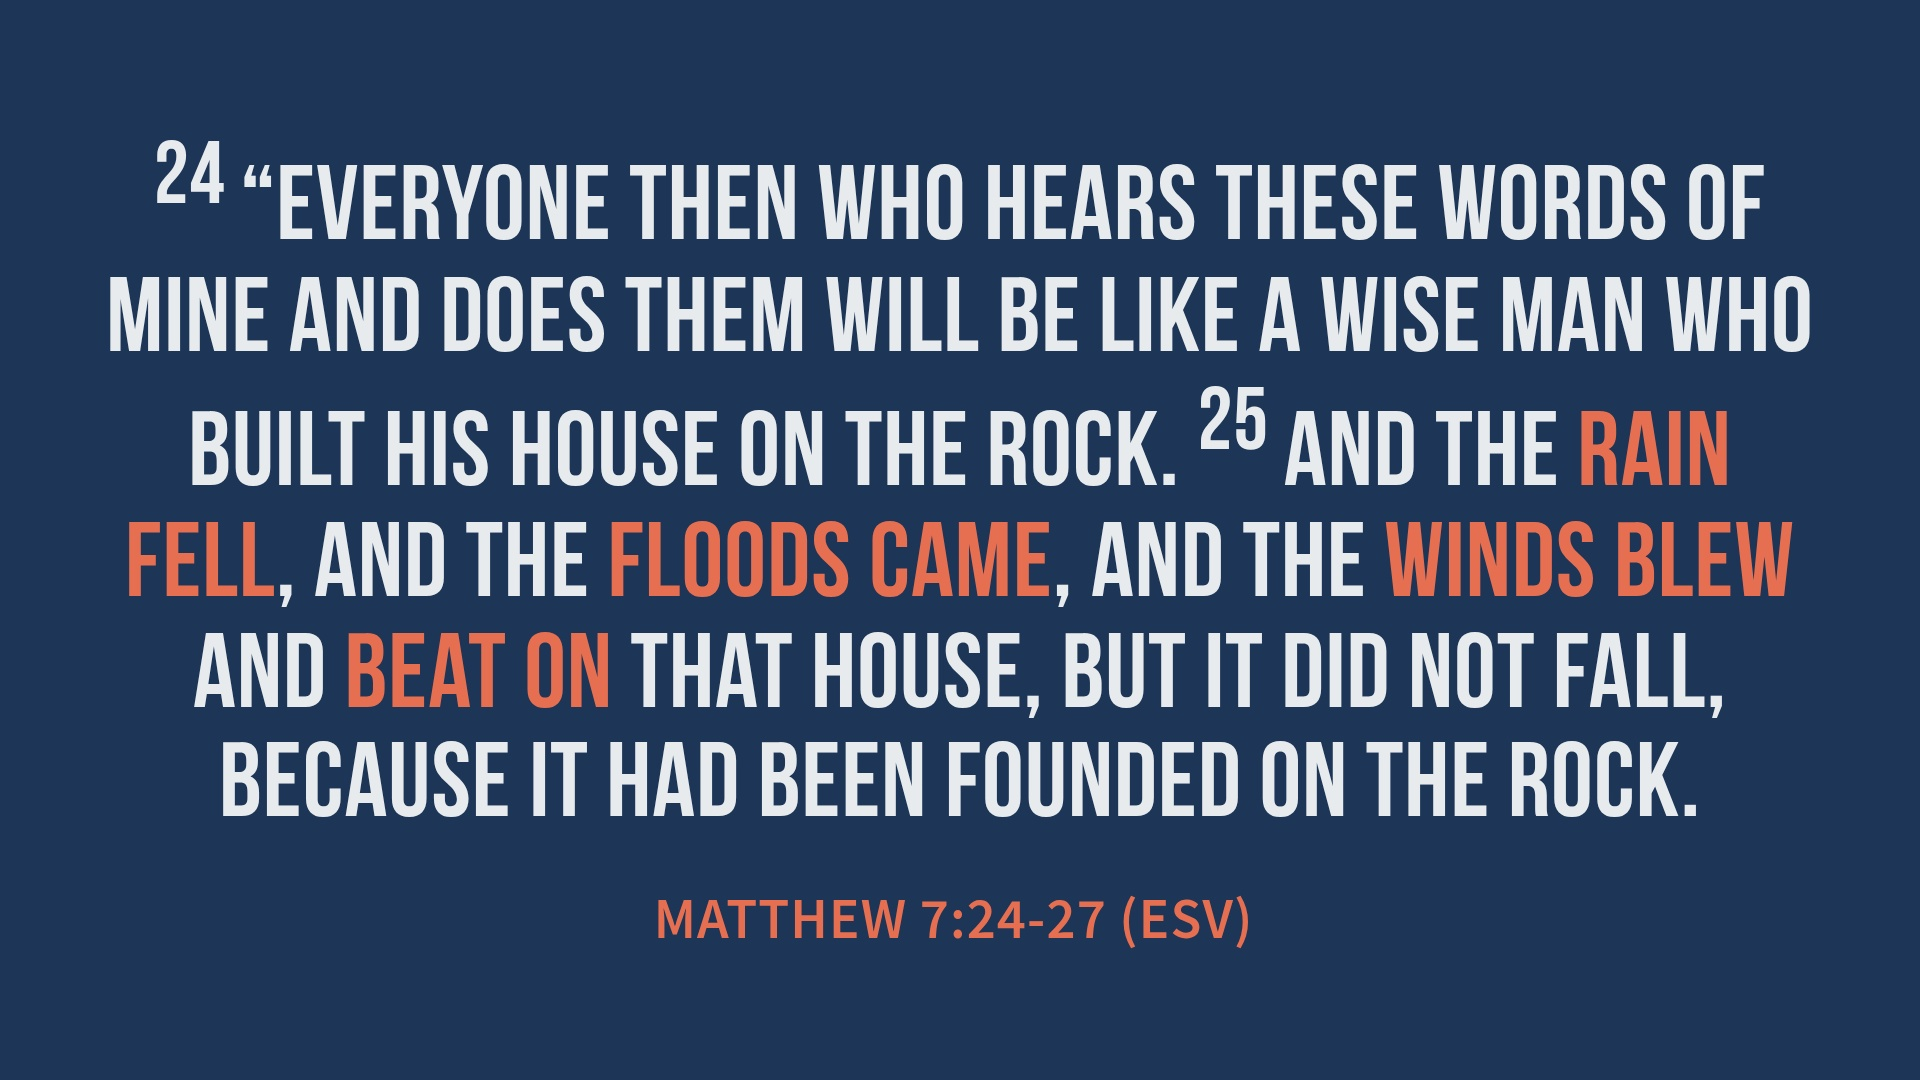 24 “EVERYONE THEN WHO HEARS THESE WORDS OF
MINE AND DOES THEM WILL BE LIKE A WISE MAN WHO
BUILT HIS HOUSE ON THE ROCK. 25 AND THE RAIN
FELL, AND THE FLOODS CAME, AND THE WINDS BLEW
AND BEAT ON THAT HOUSE, BUT IT DID NOT FALL,
BECAUSE IT HAD BEEN FOUNDED ON THE ROCK.
MATTHEW 7:24-27 (ESV)